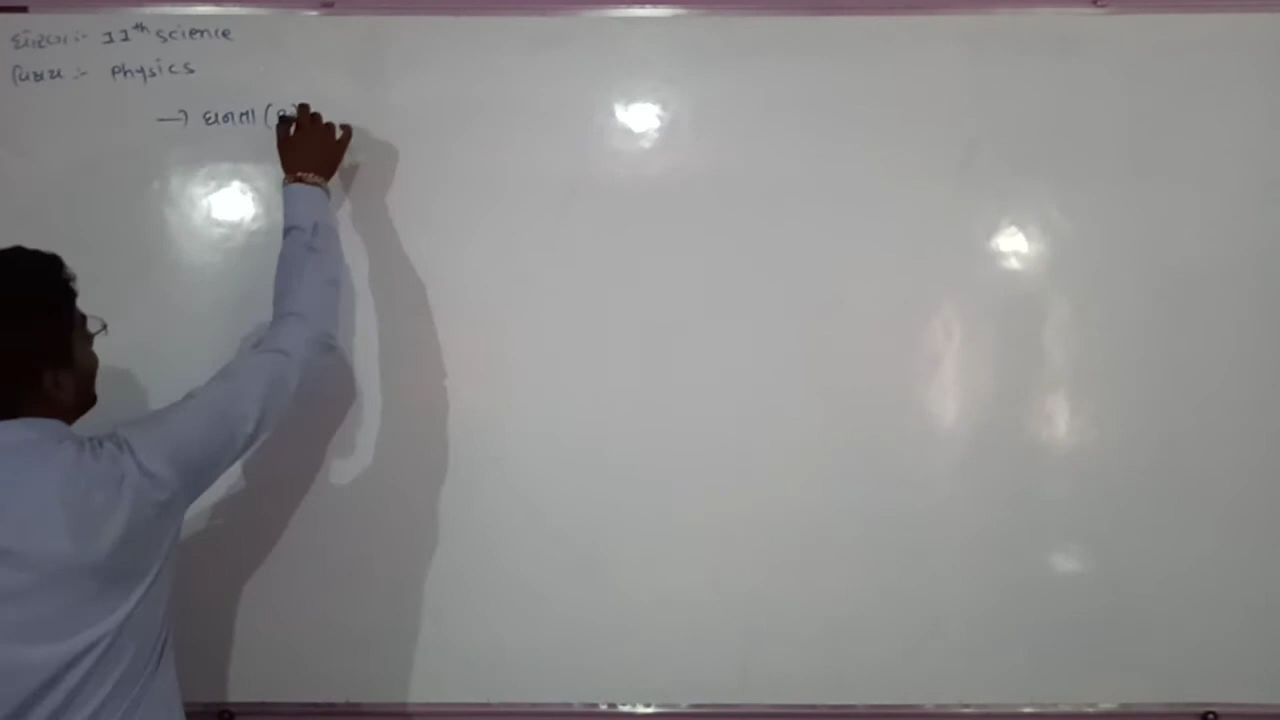 ધોરણ :- 11th science
વિષય :- Physics
→ ઘનતા (